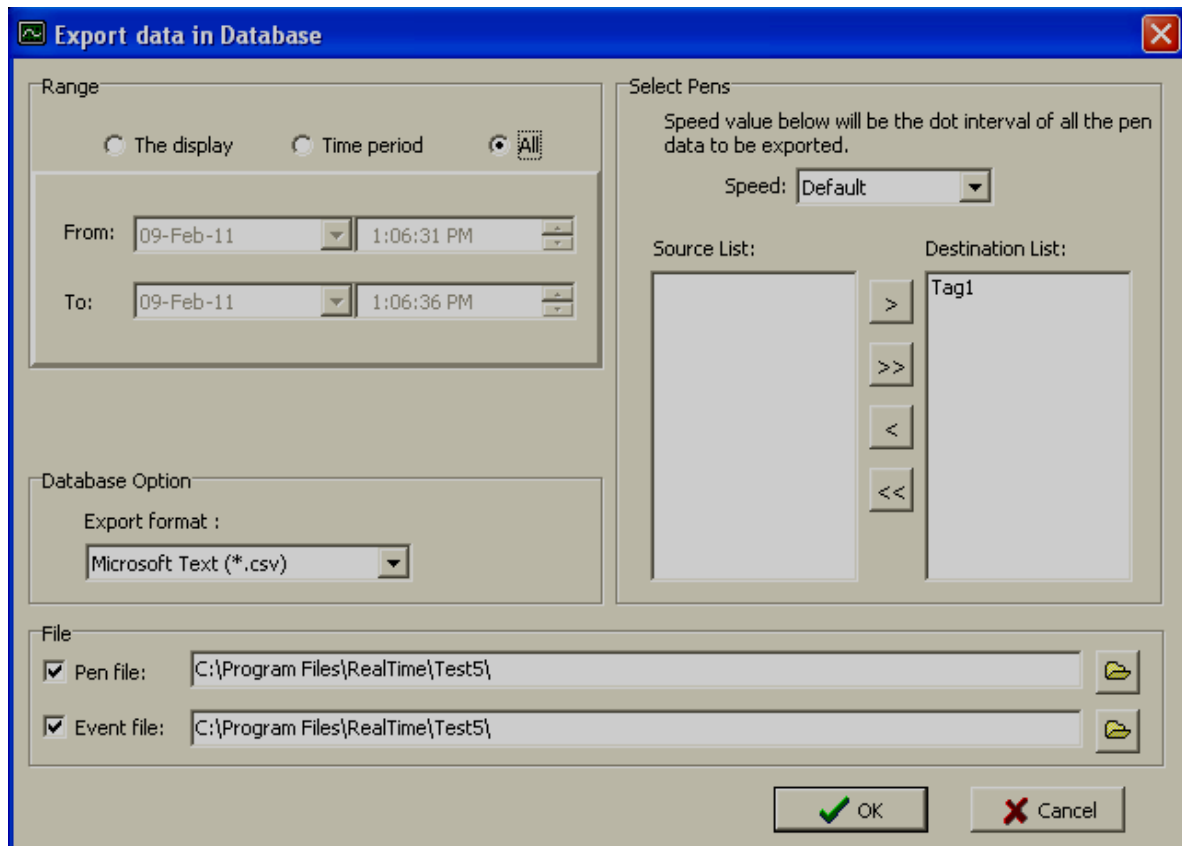 Export data in Database
Range
The display
Time period
All
From:
09-Feb-11
1:06:31 PM
To:
09-Feb-11
1:06:36 PM
Database Option
Export format :
Microsoft Text (*.csv)
Select Pens
Speed value below will be the dot interval of all the pen
data to be exported.
Speed:
Default
Source List:
Destination List:
Tag1
>
>>
<
<<
File
Pen file:
C:\Program Files\RealTime\Test5\
Event file:
C:\Program Files\RealTime\Test5\
OK
Cancel